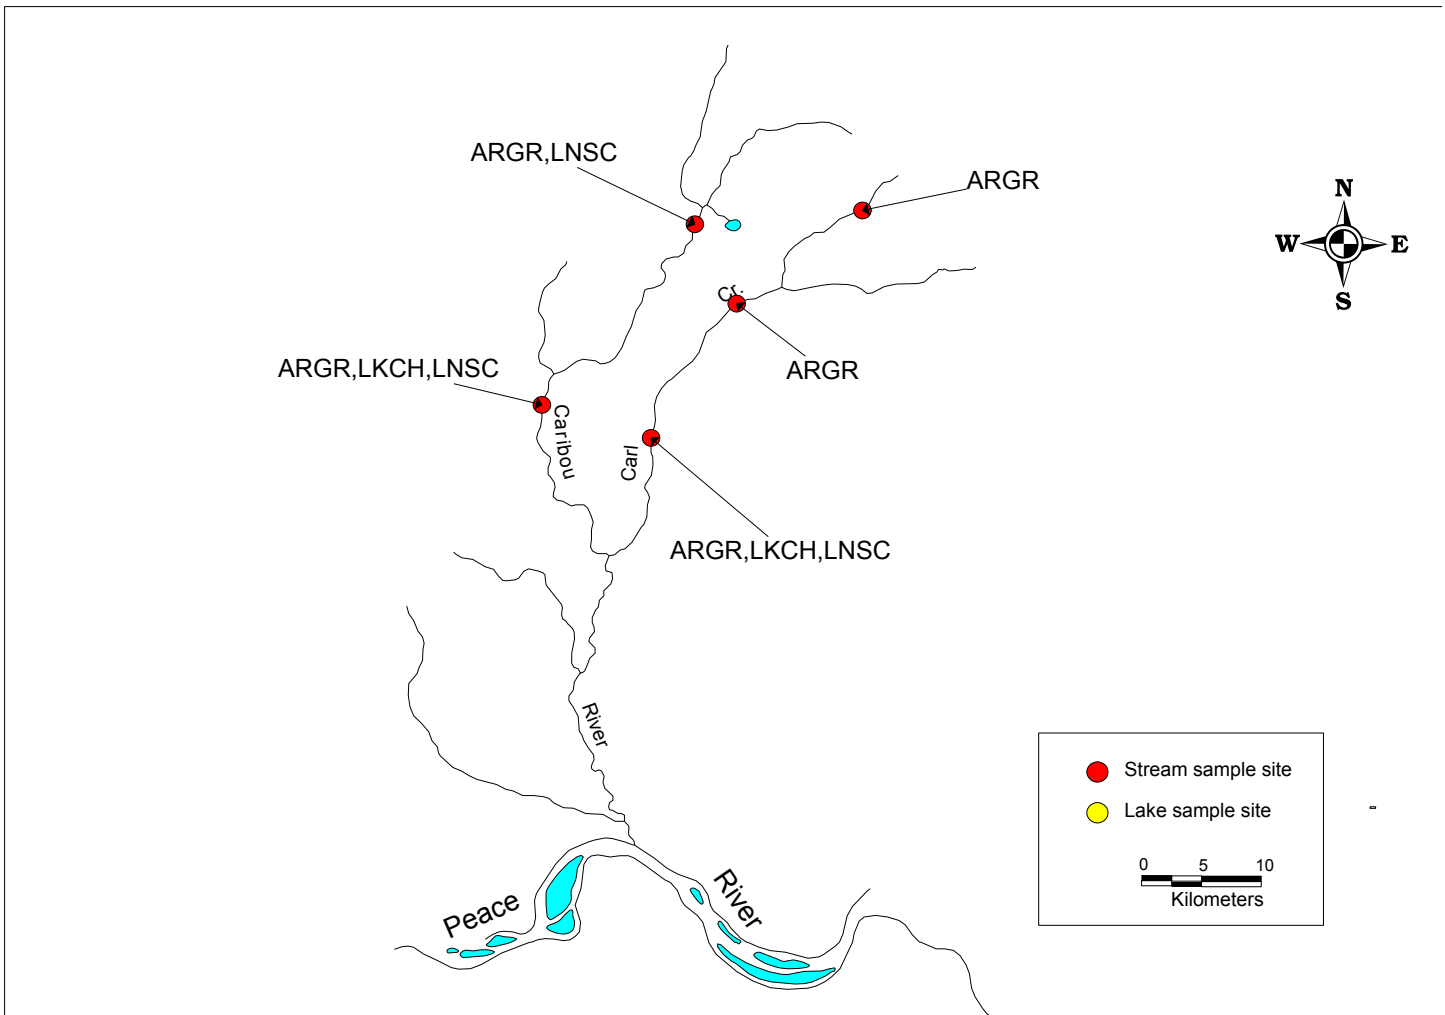 ARGR,LNSC
ARGR
N
W
E
S
Cr.
ARGR,LKCH,LNSC
ARGR
Caribou
Carl
ARGR,LKCH,LNSC
River
Stream sample site
Lake sample site
0 5 10
Kilometers
Peace
River